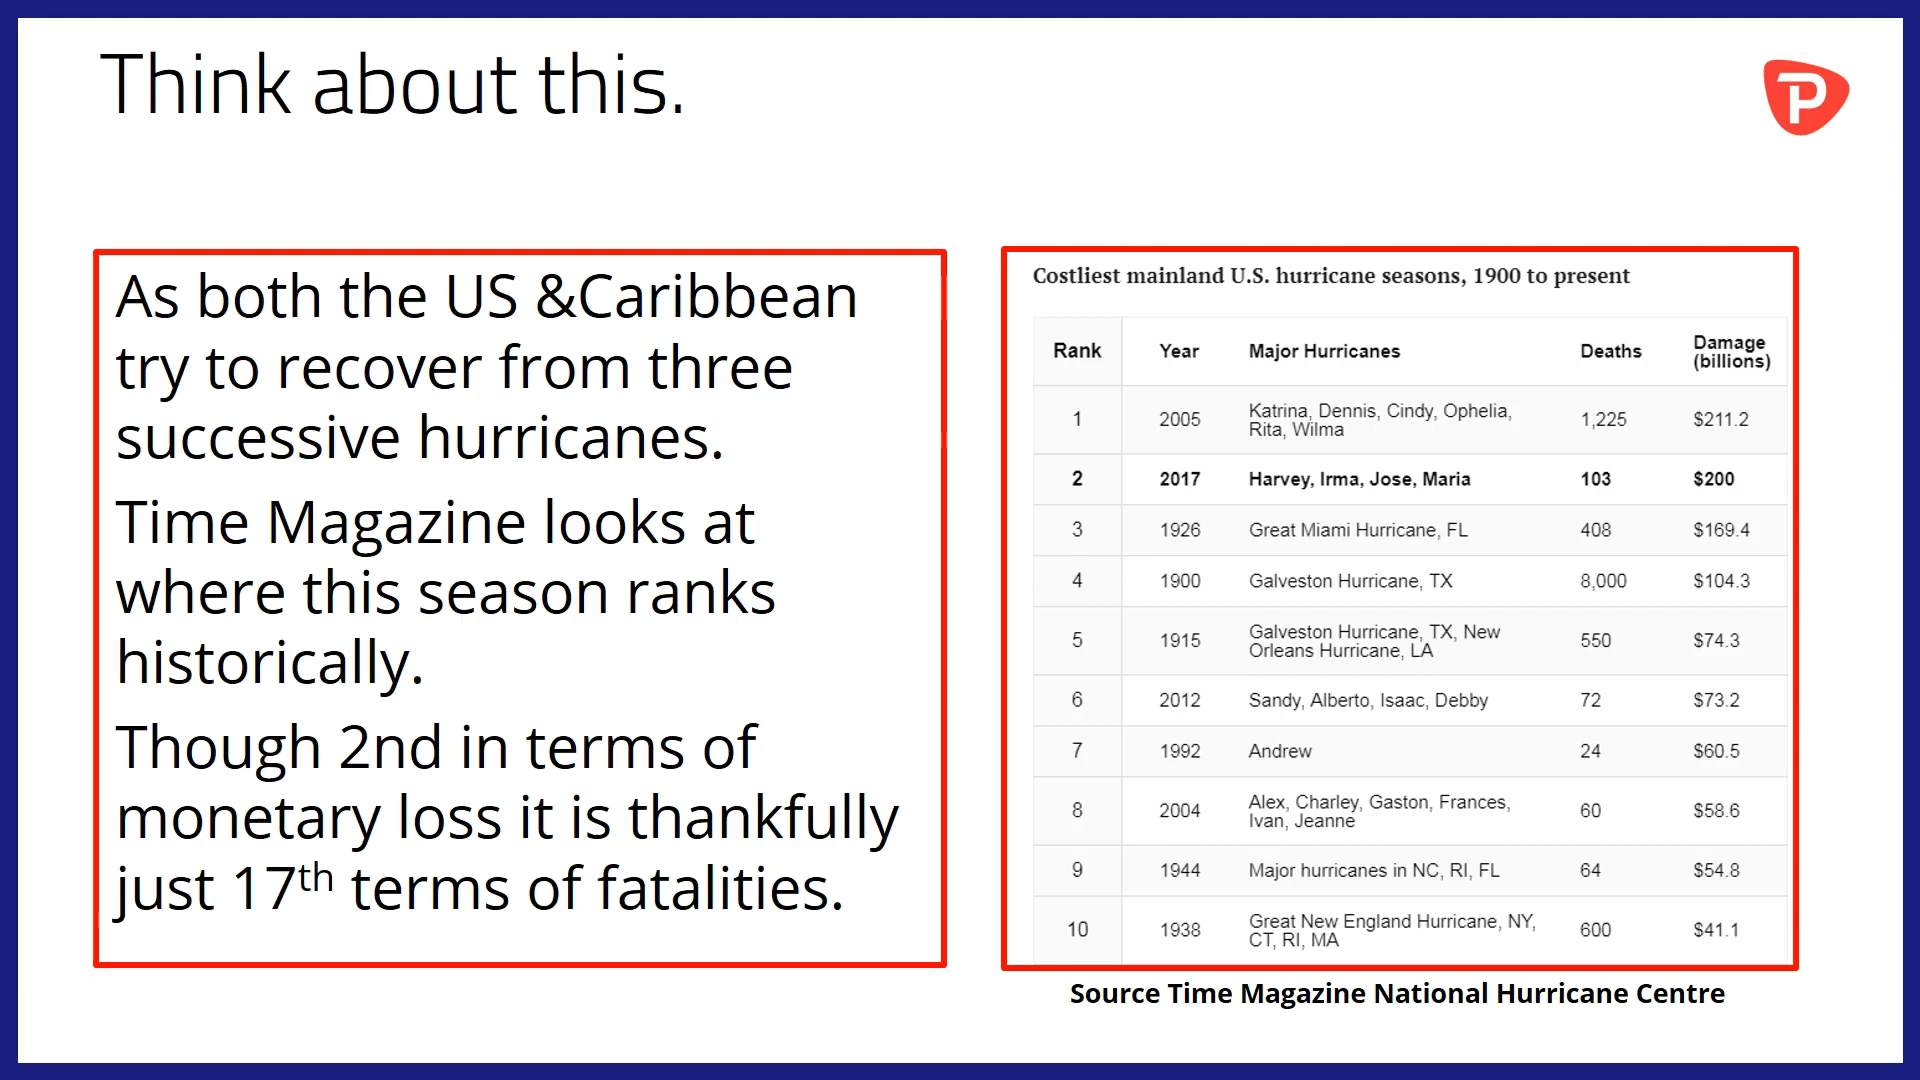 Think about this.
P
As both the US &Caribbean
try to recover from three
successive hurricanes.
Time Magazine looks at
where this season ranks
historically.
Though 2nd in terms of
monetary loss it is thankfully
just 17th terms of fatalities.
Costliest mainland U.S. hurricane seasons, 1900 to present
Rank Year Major Hurricanes Deaths Damage
(billions)
1 2005 Katrina, Dennis, Cindy, Ophelia, 1,225 $211.2
Rita, Wilma
2 2017 Harvey, Irma, Jose, Maria 103 $200
3 1926 Great Miami Hurricane, FL 408 $169.4
4 1900 Galveston Hurricane, TX 8,000 $104.3
5 1915 Galveston Hurricane, TX, New 550 $74.3
Orleans Hurricane, LA
6 2012 Sandy, Alberto, Isaac, Debby 72 $73.2
7 1992 Andrew 24 $60.5
8 2004 Alex, Charley, Gaston, Frances, 60 $58.6
Ivan, Jeanne
9 1944 Major hurricanes in NC, RI, FL 64 $54.8
10 1938 Great New England Hurricane, NY, 600 $41.1
CT, RI, MA
Source Time Magazine National Hurricane Centre